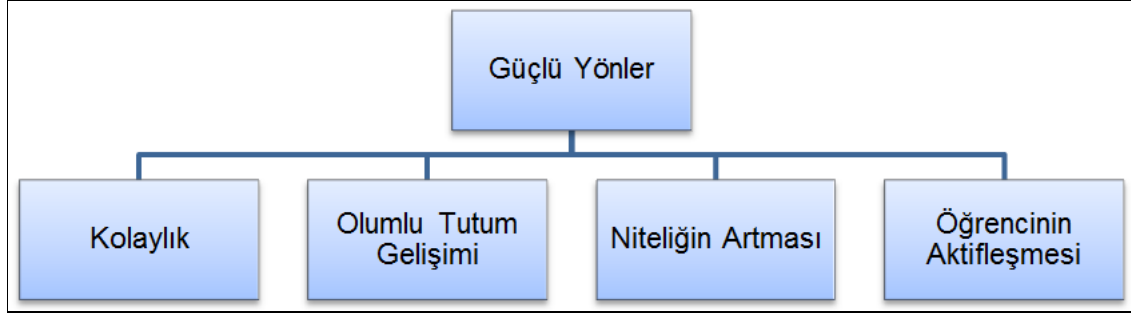 Güçlü Yönler
Kolaylık
Olumlu Tutum
Gelişimi
Niteliğin Artması
Öğrencinin
Aktifleşmesi